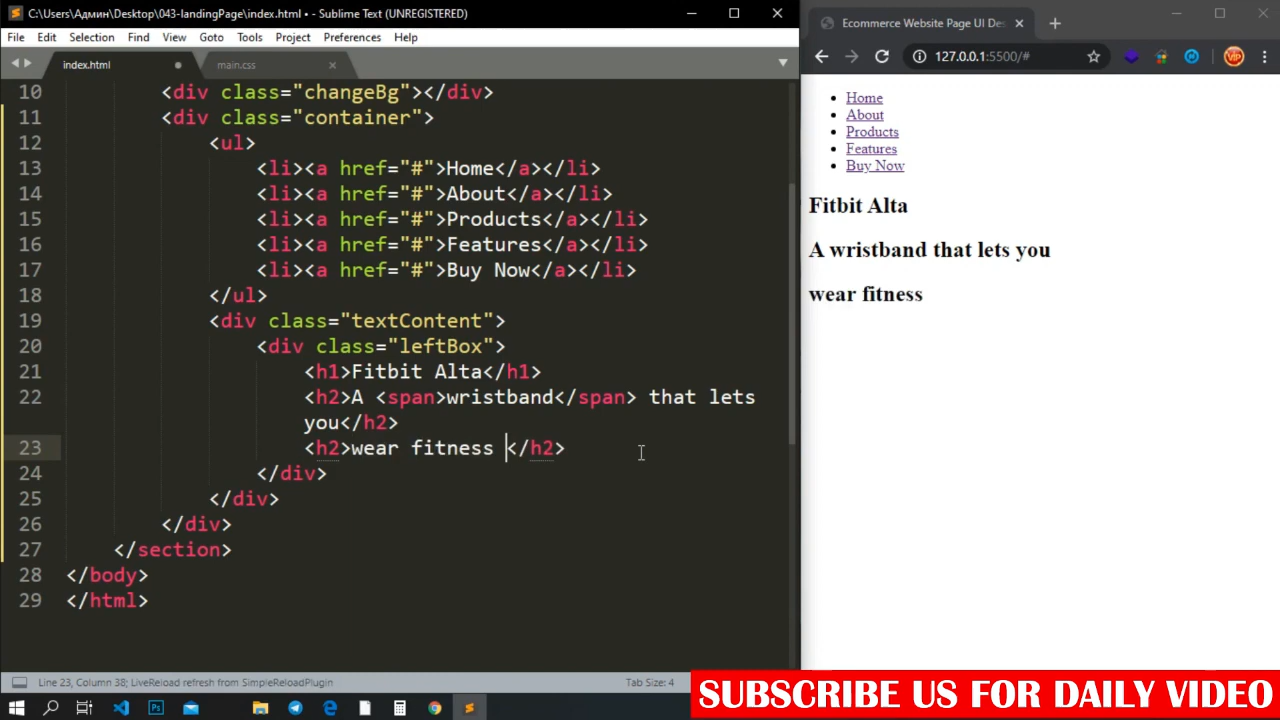 C:\Users\Админ\Desktop\043-landingPage\index.html • - Sublime Text (UNREGISTERED)
File Edit Selection Find View Goto Tools Project Preferences Help
index.html main.css
10 <div class="changeBg"></div>
11 <div class="container">
12 <ul>
13 <li><a href="#">Home</a></li>
14 <li><a href="#">About</a></li>
15 <li><a href="#">Products</a></li>
16 <li><a href="#">Features</a></li>
17 <li><a href="#">Buy Now</a></li>
18 </ul>
19 <div class="textContent">
20 <div class="leftBox">
21 <h1>Fitbit Alta</h1>
22 <h2>A <span>wristband</span> that lets
you</h2>
23 <h2>wear fitness </h2>
24 </div>
25 </div>
26 </div>
27 </section>
28 </body>
29 </html>
Line 23, Column 38; LiveReload refresh from SimpleReloadPlugin
Tab Size: 4
Ecommerce Website Page UI De
127.0.0.1:5500/#
VIP
• Home
• About
• Products
• Features
• Buy Now
Fitbit Alta
A wristband that lets you
wear fitness
SUBSCRIBE US FOR DAILY VIDEO